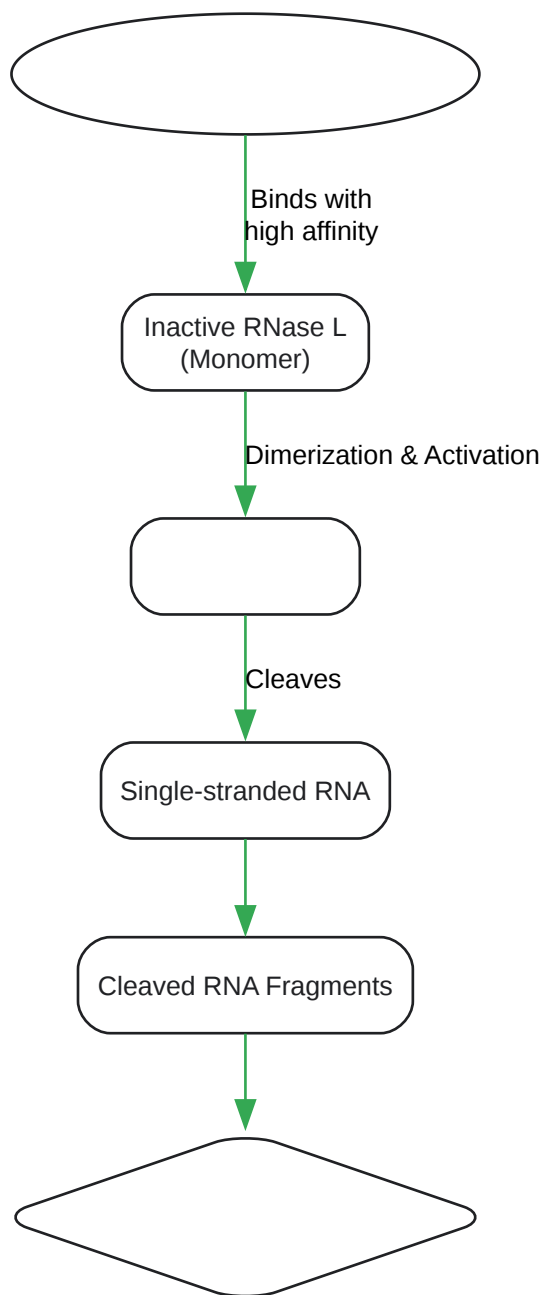 Binds with
high affinity
Inactive RNase L
(Monomer)
Dimerization & Activation
Cleaves
Single-stranded RNA
Cleaved RNA Fragments